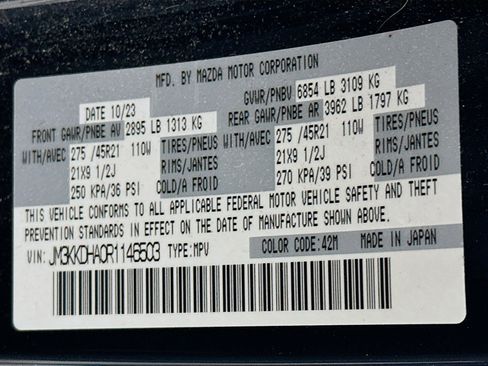 MFD. BY MAZDA MOTOR CORPORATION
DATE 10/23 GVWR/PNBV 6854 LB 3109 KG
FRONT GAWR/PNBE AV 2895 LB 1313 KG REAR GAWR/PNBE AR 3962 LB 1797 KG
WITH/AVEC 275 /45R21 110W TIRES/PNEUS WITH/AVEC 275 /45R21 110W TIRES/PNEUS
21X9 1/2J RIMS/JANTES 21X9 1/2J RIMS/JANTES
250 KPA/36 PSI COLD/A FROID 270 KPA/39 PSI COLD/A FROID
THIS VEHICLE CONFORMS TO ALL APPLICABLE FEDERAL MOTOR VEHICLE SAFETY AND THEFT
PREVENTION STANDARDS IN EFFECT ON THE DATE OF MANUFACTURE SHOWN ABOVE.
VIN: JM3KKDHA0R1145503 TYPE:MPV COLOR CODE:42M MADE IN JAPAN